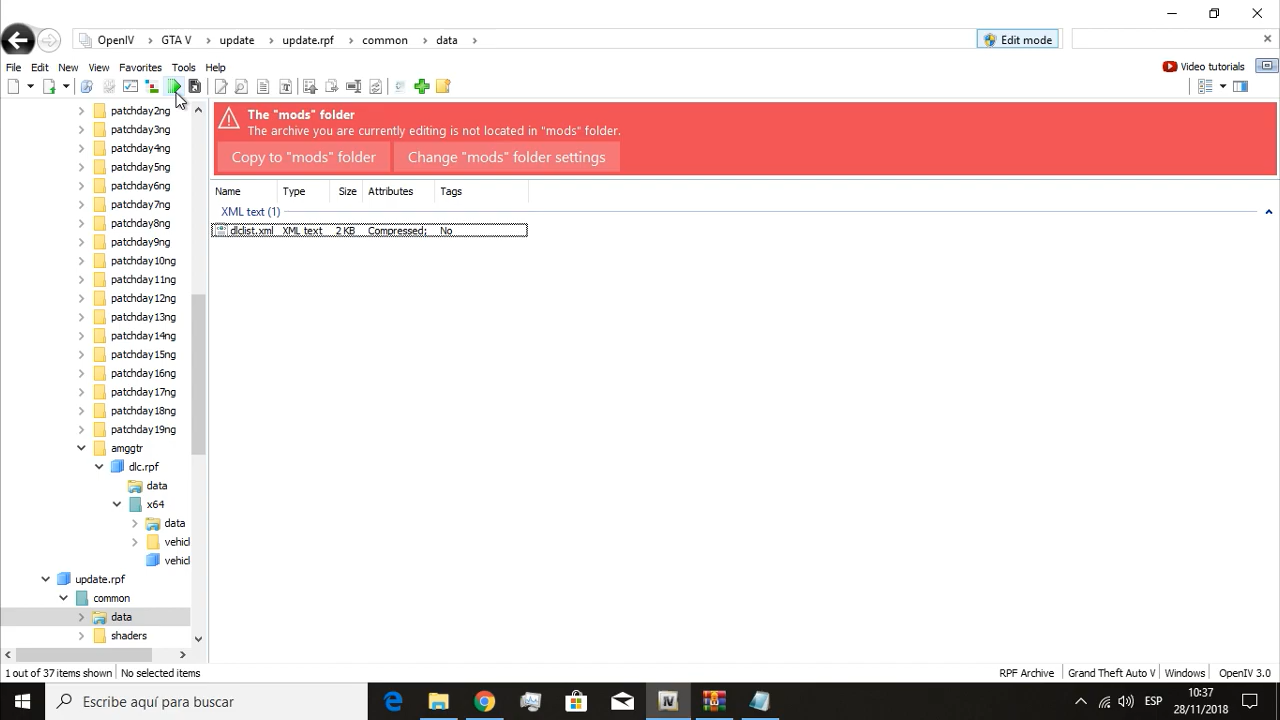 OpenIV > GTA V > update > update.rpf > common > data >
Edit mode
File Edit New View Favorites Tools Help
Video tutorials
patchday2ng
patchday3ng
patchday4ng
patchday5ng
patchday6ng
patchday7ng
patchday8ng
patchday9ng
patchday10ng
patchday11ng
patchday12ng
patchday13ng
patchday14ng
patchday15ng
patchday16ng
patchday17ng
patchday18ng
patchday19ng
amggtr
dlc.rpf
data
x64
data
vehicl
vehicl
update.rpf
common
data
shaders
The "mods" folder
The archive you are currently editing is not located in "mods" folder.
Copy to "mods" folder Change "mods" folder settings
Name Type Size Attributes Tags
XML text (1)
dlclist.xml XML text 2 KB Compressed; No
1 out of 37 items shown No selected items
RPF Archive Grand Theft Auto V Windows OpenIV 3.0
Escribe aquí para buscar
ESP
10:37
28/11/2018